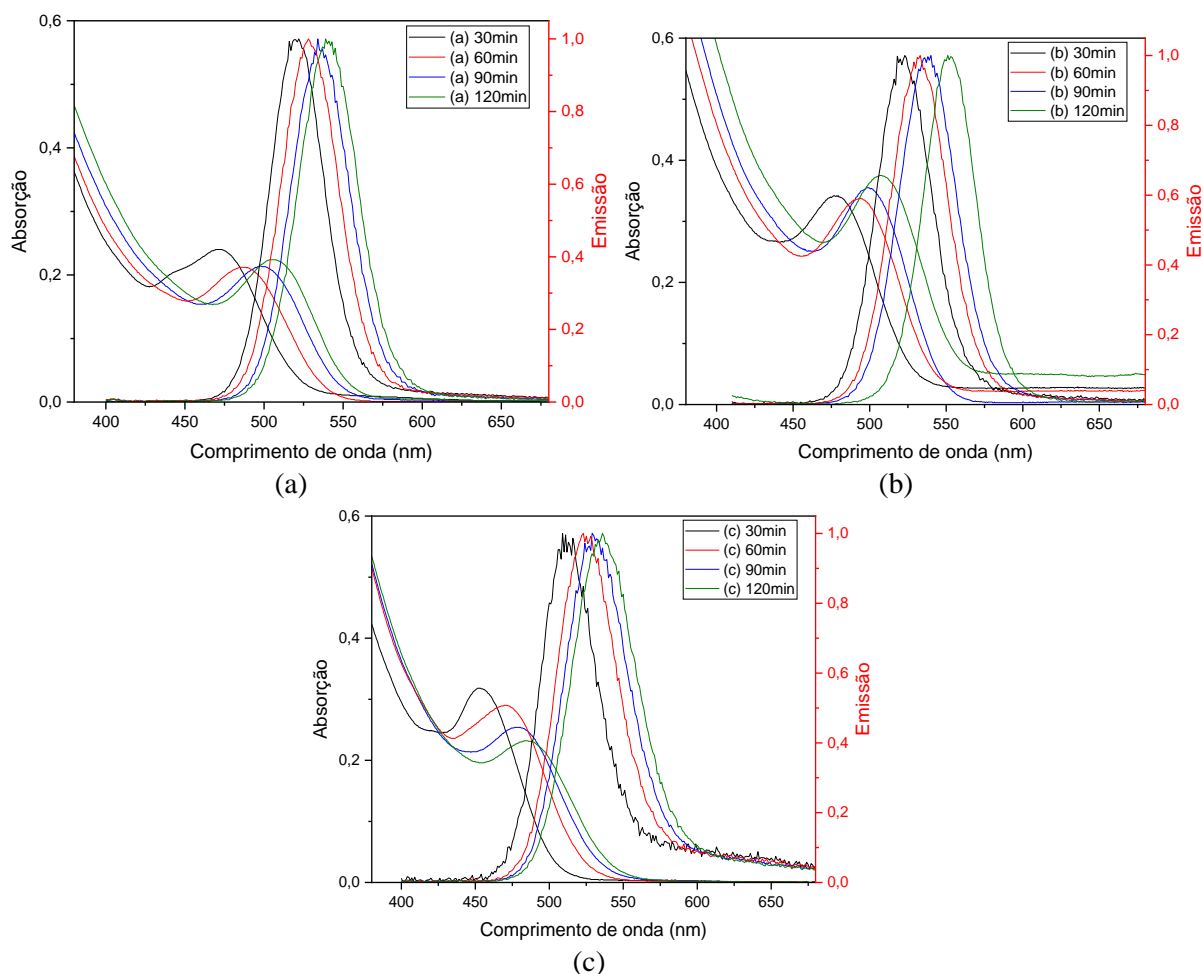 0,6
0,4
0,2
0,0
Absorção
(a) 30min
(a) 60min
(a) 90min
(a) 120min
1,0
0,8
0,6
0,4
0,2
0,0
Emissão
400 450 500 550 600 650
Comprimento de onda (nm)
(a)
0,6
0,4
0,2
0,0
Absorção
(b) 30min
(b) 60min
(b) 90min
(b) 120min
1,0
0,8
0,6
0,4
0,2
0,0
Emissão
400 450 500 550 600 650
Comprimento de onda (nm)
(b)
0,6
0,4
0,2
0,0
Absorção
(c) 30min
(c) 60min
(c) 90min
(c) 120min
1,0
0,8
0,6
0,4
0,2
0,0
Emissão
400 450 500 550 600 650
Comprimento de onda (nm)
(c)